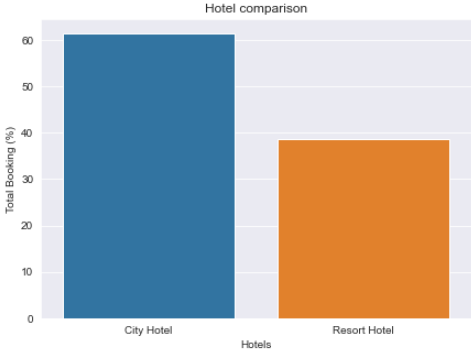 Hotel comparison
Total Booking (%)
60
50
40
30
20
10
0
City Hotel
Resort Hotel
Hotels